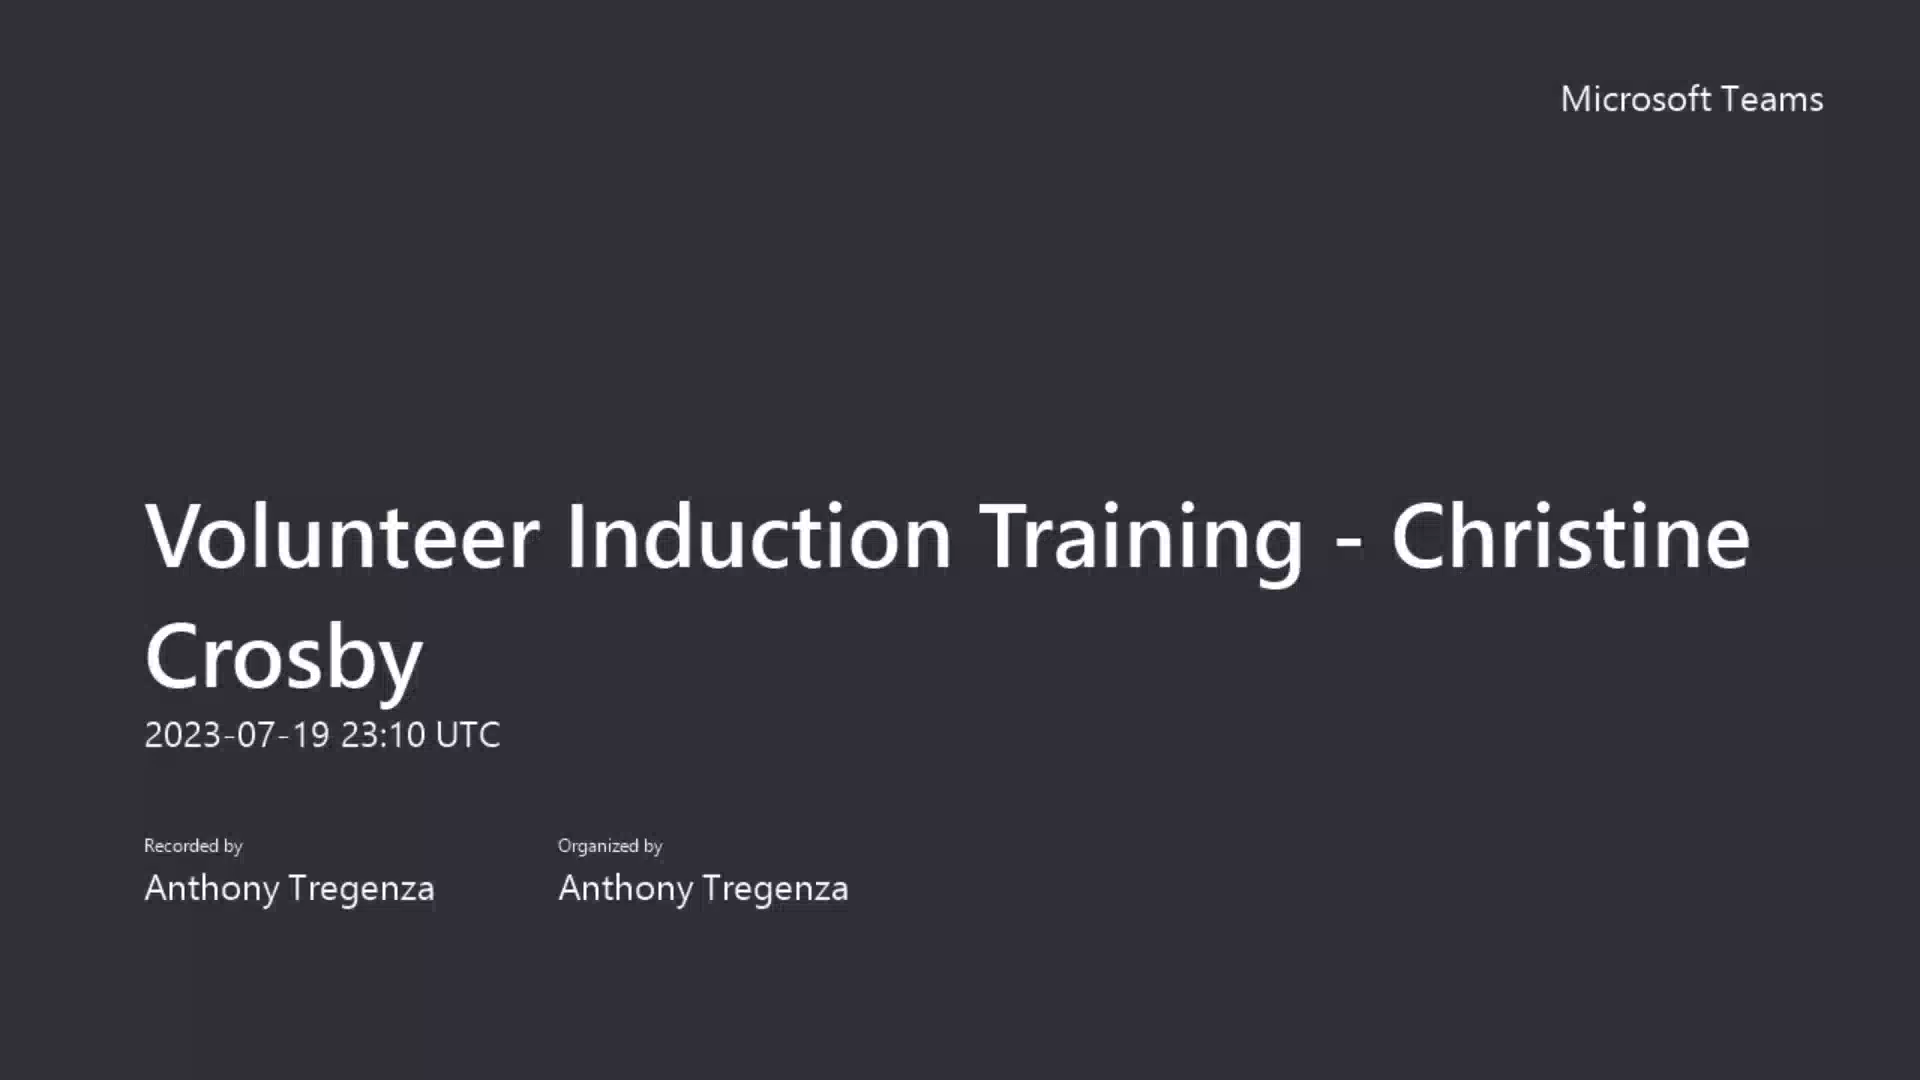 Microsoft Teams
Volunteer Induction Training - Christine
Crosby
2023-07-19 23:10 UTC
Recorded by
Organized by
Anthony Tregenza
Anthony Tregenza